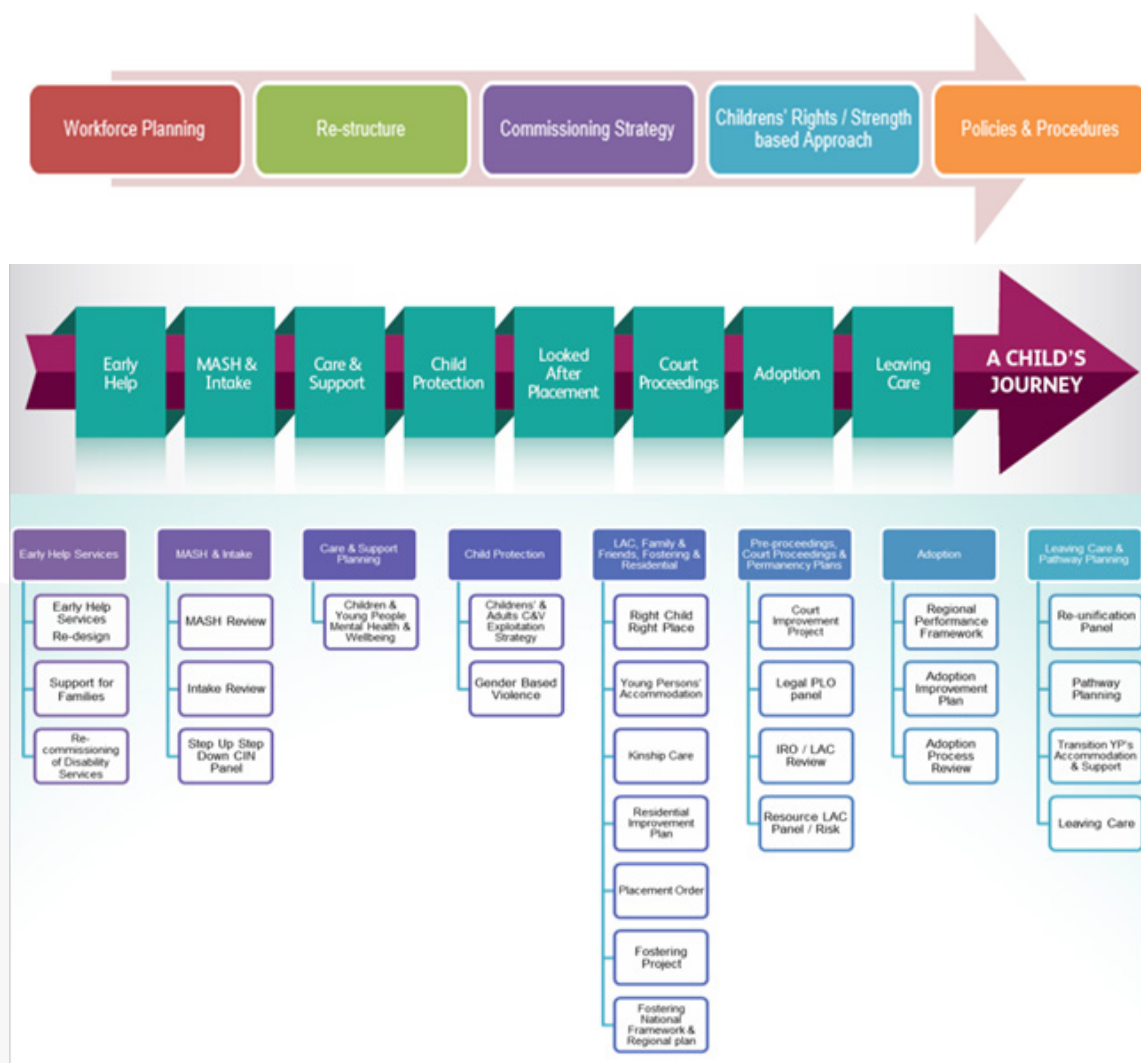 Workforce Planning
Re-structure
Commissioning Strategy
Childrens' Rights / Strength
based Approach
Policies & Procedures
Early
Help
MASH &
Intake
Care &
Support
Child
Protection
Looked
After
Placement
Court
Proceedings
Adoption
Leaving
Care
A CHILD'S
JOURNEY
Early Help Services
Early Help
Services
Re-design
Support for
Families
Re-
commissioning
of Disability
Services
MASH & Intake
MASH Review
Intake Review
Step Up Step
Down CIN
Panel
Care & Support
Planning
Children &
Young People
Mental Health &
Wellbeing
Child Protection
Childrens' &
Adults C&V
Exploitation
Strategy
Gender Based
Violence
LAC, Family &
Friends, Fostering &
Residential
Right Child
Right Place
Young Persons'
Accommodation
Kinship Care
Residential
Improvement
Plan
Placement Order
Fostering
Project
Fostering
National
Framework &
Regional plan
Pre-proceedings,
Court Proceedings &
Permanency Plans
Court
Improvement
Project
Legal PLO
panel
IRO / LAC
Review
Resource LAC
Panel / Risk
Adoption
Regional
Performance
Framework
Adoption
Improvement
Plan
Adoption
Process
Review
Leaving Care &
Pathway Planning
Re-unification
Panel
Pathway
Planning
Transition YP's
Accommodation
& Support
Leaving Care